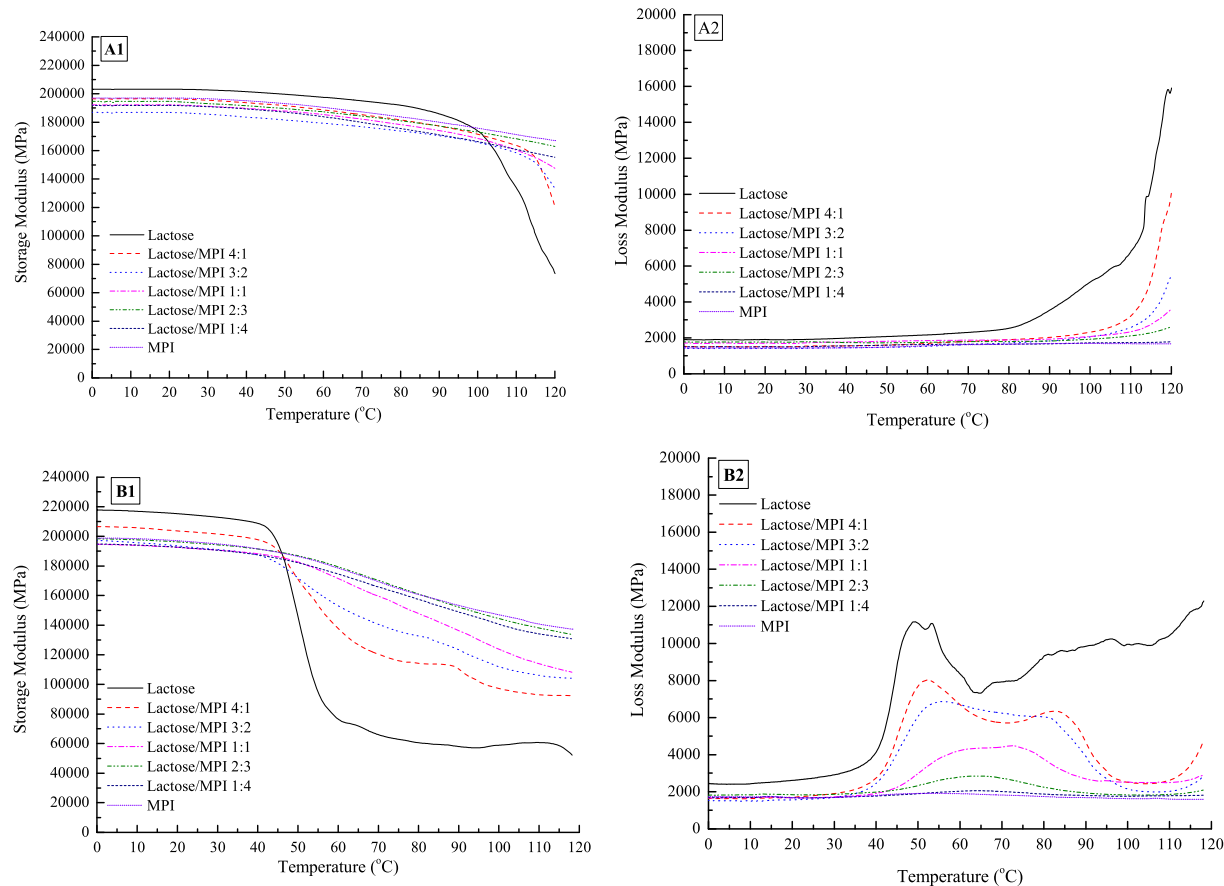 A1
240000
220000
200000
180000
160000
140000
120000
100000
80000
60000
40000
20000
0
Storage Modulus (MPa)
Lactose
Lactose/MPI 4:1
Lactose/MPI 3:2
Lactose/MPI 1:1
Lactose/MPI 2:3
Lactose/MPI 1:4
MPI
0 10 20 30 40 50 60 70 80 90 100 110 120
Temperature (°C)
A2
20000
18000
16000
14000
12000
10000
8000
6000
4000
2000
0
Loss Modulus (MPa)
Lactose
Lactose/MPI 4:1
Lactose/MPI 3:2
Lactose/MPI 1:1
Lactose/MPI 2:3
Lactose/MPI 1:4
MPI
0 10 20 30 40 50 60 70 80 90 100 110 120
Temperature (°C)
B1
240000
220000
200000
180000
160000
140000
120000
100000
80000
60000
40000
20000
0
Storage Modulus (MPa)
Lactose
Lactose/MPI 4:1
Lactose/MPI 3:2
Lactose/MPI 1:1
Lactose/MPI 2:3
Lactose/MPI 1:4
MPI
0 10 20 30 40 50 60 70 80 90 100 110 120
Temperature (°C)
B2
20000
18000
16000
14000
12000
10000
8000
6000
4000
2000
0
Loss Modulus (MPa)
Lactose
Lactose/MPI 4:1
Lactose/MPI 3:2
Lactose/MPI 1:1
Lactose/MPI 2:3
Lactose/MPI 1:4
MPI
0 10 20 30 40 50 60 70 80 90 100 110 120
Temperature (°C)